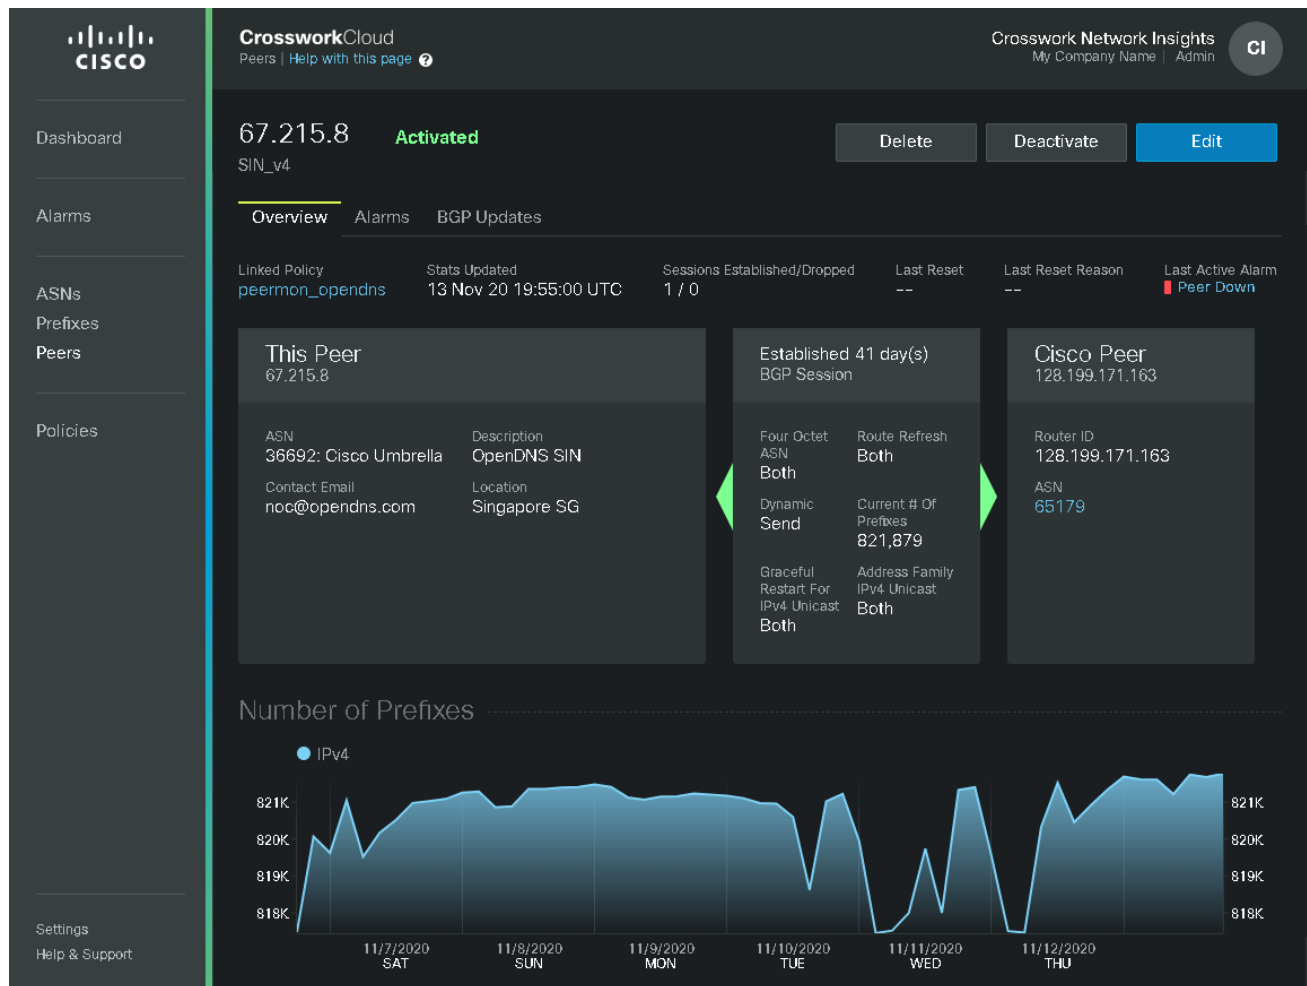 CISCO
CrossworkCloud
Peers | Help with this page ?
Crosswork Network Insights
My Company Name | Admin
CI
Dashboard
Alarms
ASNs
Prefixes
Peers
Policies
Settings
Help & Support
67.215.8 Activated
SIN_v4
Delete Deactivate Edit
Overview Alarms BGP Updates
Linked Policy Stats Updated Sessions Established/Dropped Last Reset Last Reset Reason Last Active Alarm
peermon_opendns 13 Nov 20 19:55:00 UTC 1 / 0 -- -- Peer Down
This Peer
67.215.8
ASN
36692: Cisco Umbrella
Description
OpenDNS SIN
Contact Email
noc@opendns.com
Location
Singapore SG
Established 41 day(s)
BGP Session
Four Octet
ASN
Both
Route Refresh
Both
Dynamic
Send
Current # Of
Prefixes
821,879
Graceful
Restart For
IPv4 Unicast
Both
Address Family
IPv4 Unicast
Both
Cisco Peer
128.199.171.163
Router ID
128.199.171.163
ASN
65179
Number of Prefixes
IPv4
821K 821K
820K 820K
819K 819K
818K 818K
11/7/2020 11/8/2020 11/9/2020 11/10/2020 11/11/2020 11/12/2020
SAT SUN MON TUE WED THU